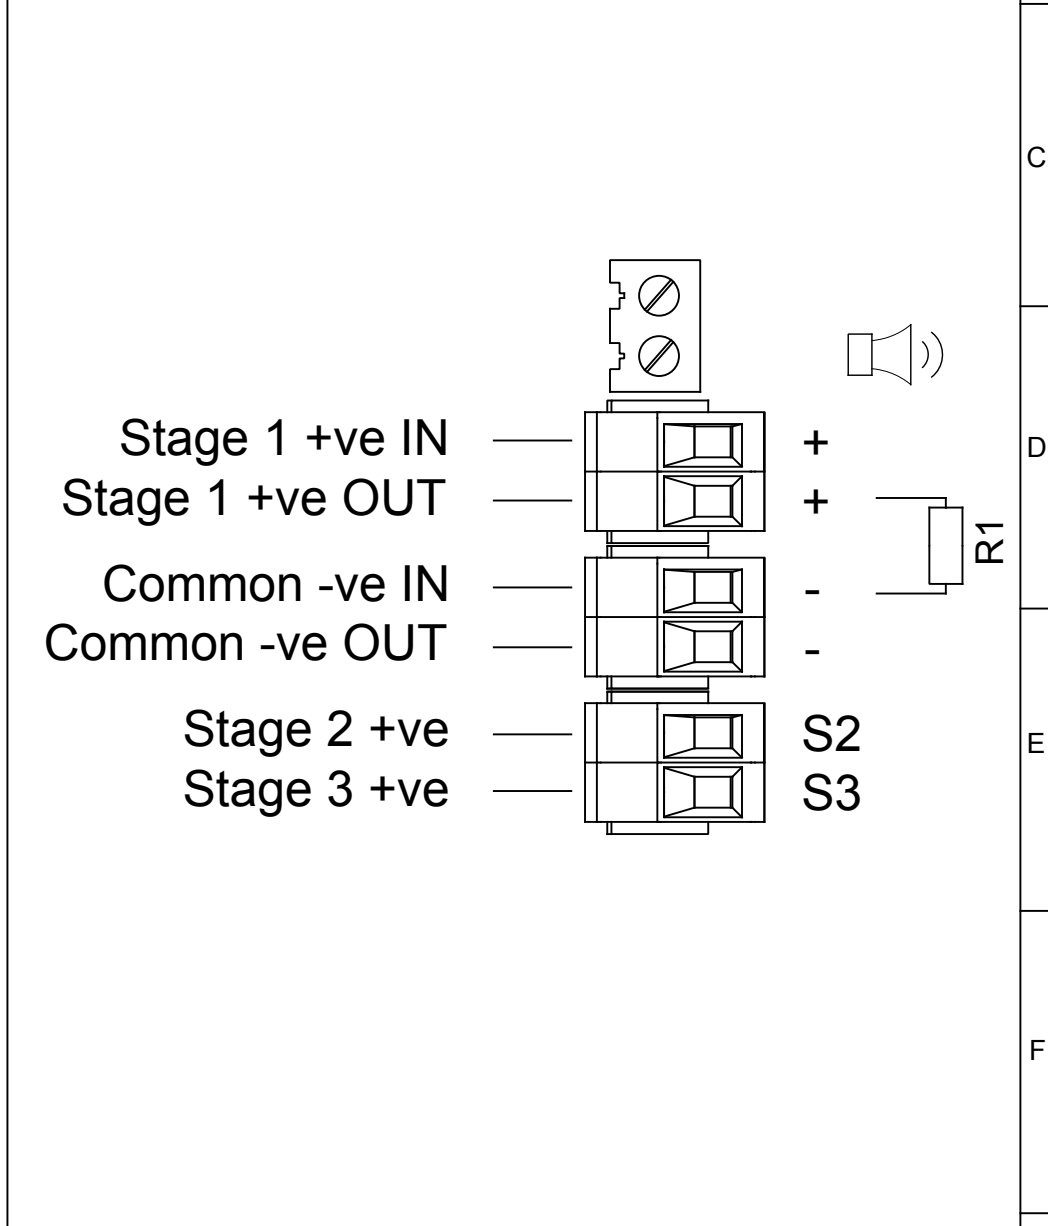 C
Stage 1 +ve IN +
D
Stage 1 +ve OUT +
R1
Common -ve IN -
Common -ve OUT -
Stage 2 +ve S2
E
Stage 3 +ve S3
F